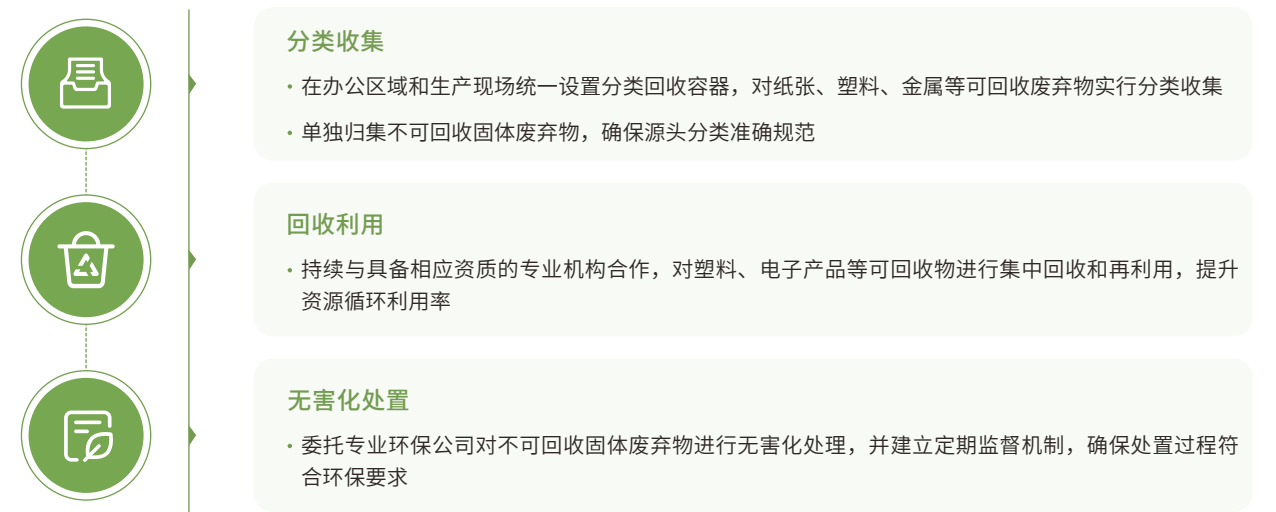 分类收集
• 在办公区域和生产现场统一设置分类回收容器，对纸张、塑料、金属等可回收废弃物实行分类收集
• 单独归集不可回收固体废弃物，确保源头分类准确规范
回收利用
• 持续与具备相应资质的专业机构合作，对塑料、电子产品等可回收物进行集中回收和再利用，提升
资源循环利用率
无害化处置
• 委托专业环保公司对不可回收固体废弃物进行无害化处理，并建立定期监督机制，确保处置过程符
合环保要求